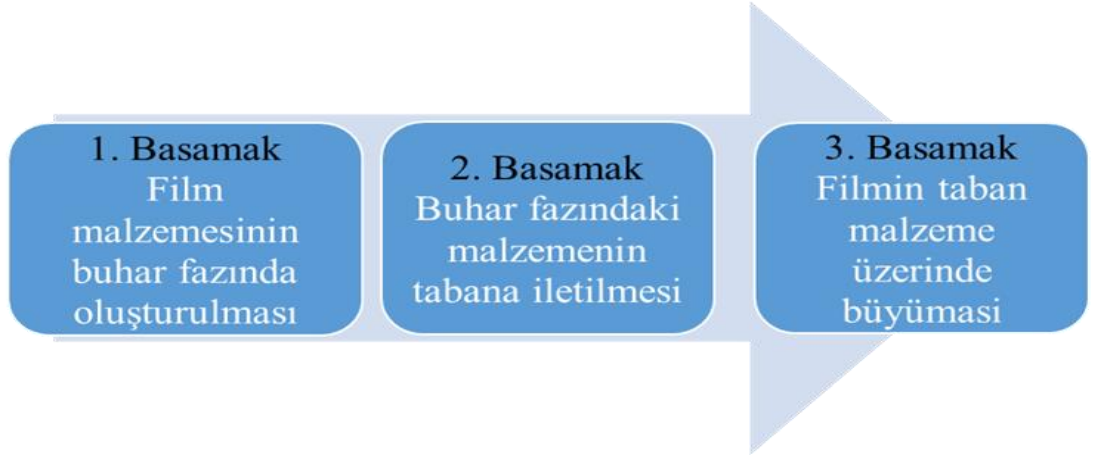 1. Basamak
Film
malzemesinin
buhar fazında
oluşturulması
2. Basamak
Buhar fazındaki
malzemenin
tabana iletilmesi
3. Basamak
Filmin taban
malzeme
üzerinde
büyümasi